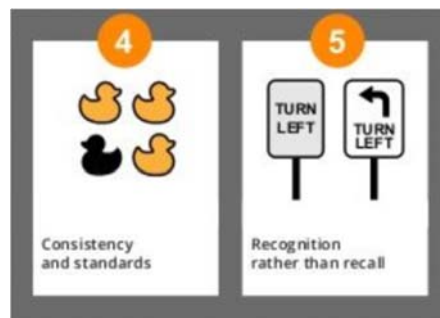 4
Consistency
and standards
5
TURN
LEFT
TURN
LEFT
Recognition
rather than recall